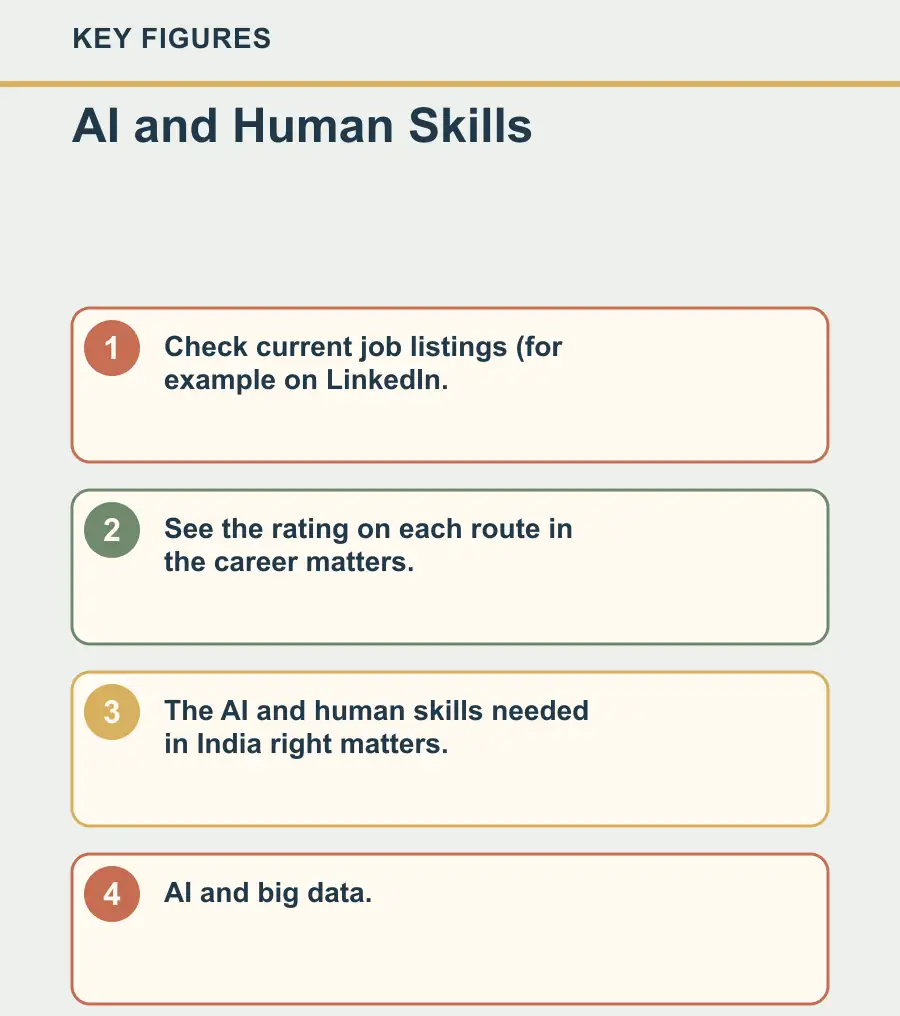 KEY FIGURES
AI and Human Skills
1
Check current job listings (for
example on LinkedIn.
2
See the rating on each route in
the career matters.
3
The AI and human skills needed
in India right matters.
4
AI and big data.